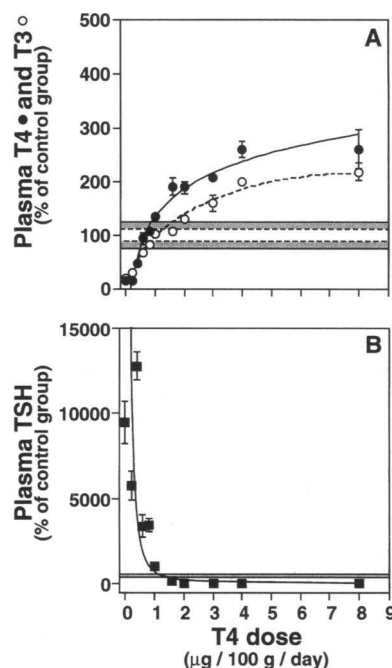 Plasma T4 ● and T3 ○
(% of control group)
500
400
300
200
100
0
A
Plasma TSH
(% of control group)
15000
10000
5000
0
B
0 1 2 3 4 5 6 7 8 9
T4 dose
(µg / 100 g / day)